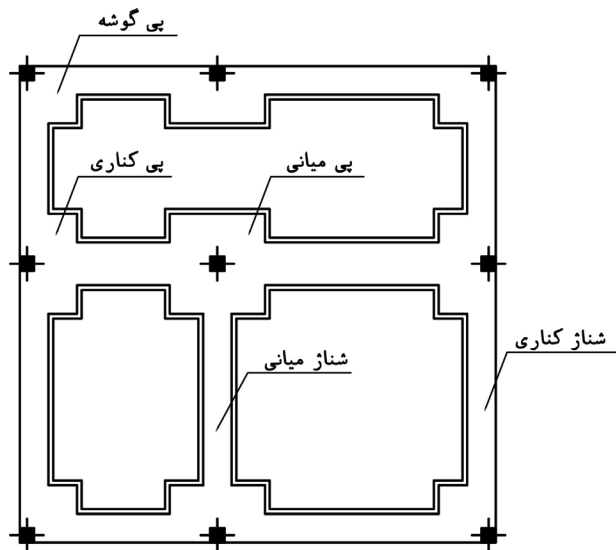 پی گوشه
پی کناری
پی میانی
شناژ کناری
شناژ میانی